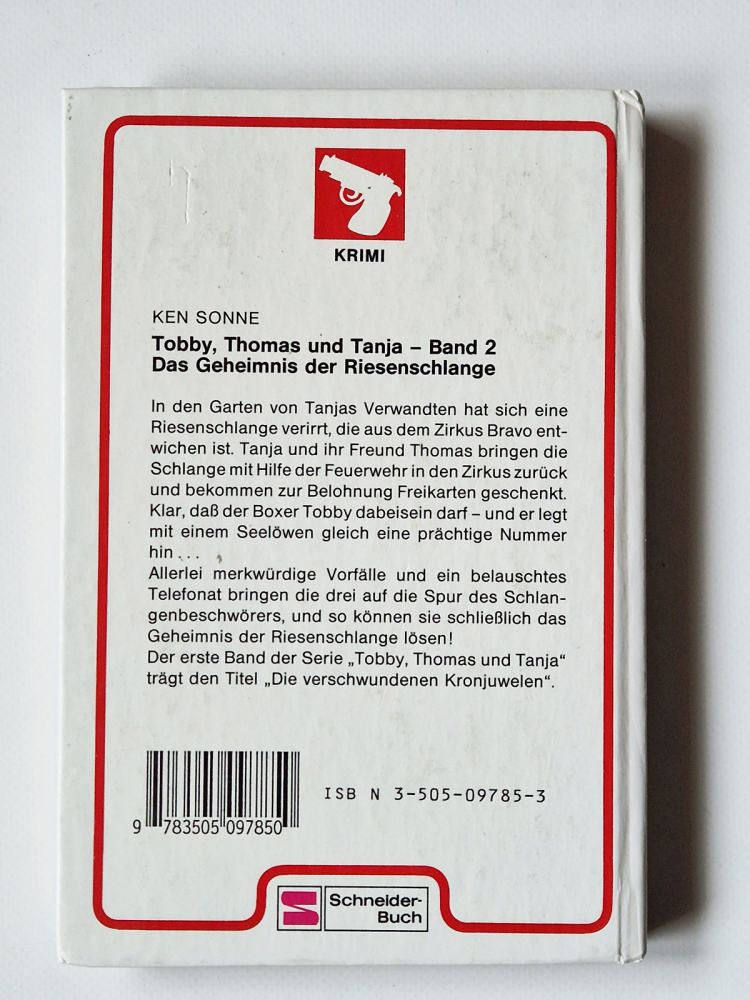 KRIMI
KEN SONNE
Tobby, Thomas und Tanja – Band 2
Das Geheimnis der Riesenschlange
In den Garten von Tanjas Verwandten hat sich eine
Riesenschlange verirrt, die aus dem Zirkus Bravo ent-
wichen ist. Tanja und ihr Freund Thomas bringen die
Schlange mit Hilfe der Feuerwehr in den Zirkus zurück
und bekommen zur Belohnung Freikarten geschenkt.
Klar, daß der Boxer Tobby dabeisein darf – und er legt
mit einem Seelöwen gleich eine prächtige Nummer
hin ...
Allerlei merkwürdige Vorfälle und ein belauschtes
Telefonat bringen die drei auf die Spur des Schlan-
genbeschwörers, und so können sie schließlich das
Geheimnis der Riesenschlange lösen!
Der erste Band der Serie „Tobby, Thomas und Tanja“
trägt den Titel „Die verschwundenen Kronjuwelen“.
ISB N 3-505-09785-3
9 783505 097850
Schneider-
Buch